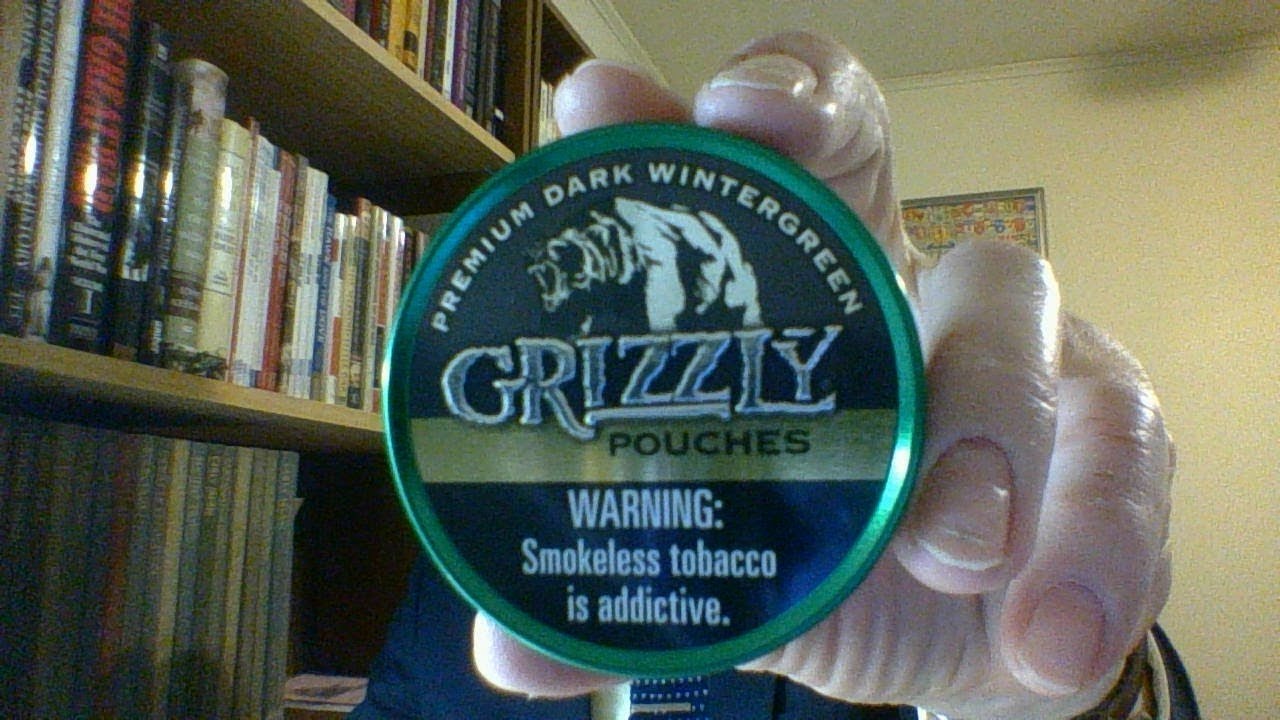 PREMIUM DARK WINTERGREEN
GRIZZLY
POUCHES
WARNING:
Smokeless tobacco
is addictive.